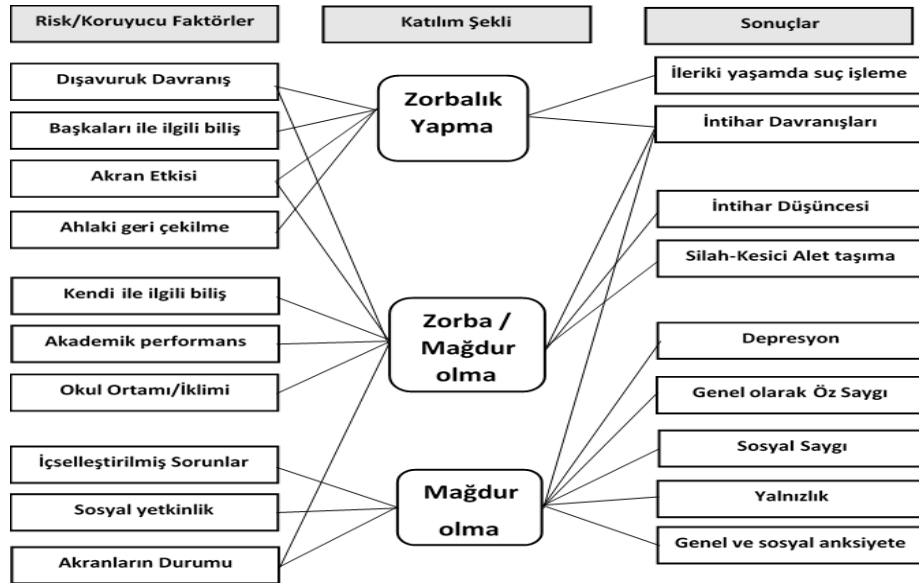 Risk/Koruyucu Faktörler
Dışavuruk Davranış
Başkaları ile ilgili biliş
Akran Etkisi
Ahlaki geri çekilme
Kendi ile ilgili biliş
Akademik performans
Okul Ortamı/İklimi
İçselleştirilmiş Sorunlar
Sosyal yetkinlik
Akranların Durumu
Katılım Şekli
Zorbalık
Yapma
Zorba /
Mağdur
olma
Mağdur
olma
Sonuçlar
İleriki yaşamda suç işleme
İntihar Davranışları
İntihar Düşüncesi
Silah-Kesici Alet taşıma
Depresyon
Genel olarak Öz Saygı
Sosyal Saygı
Yalnızlık
Genel ve sosyal anksiyete